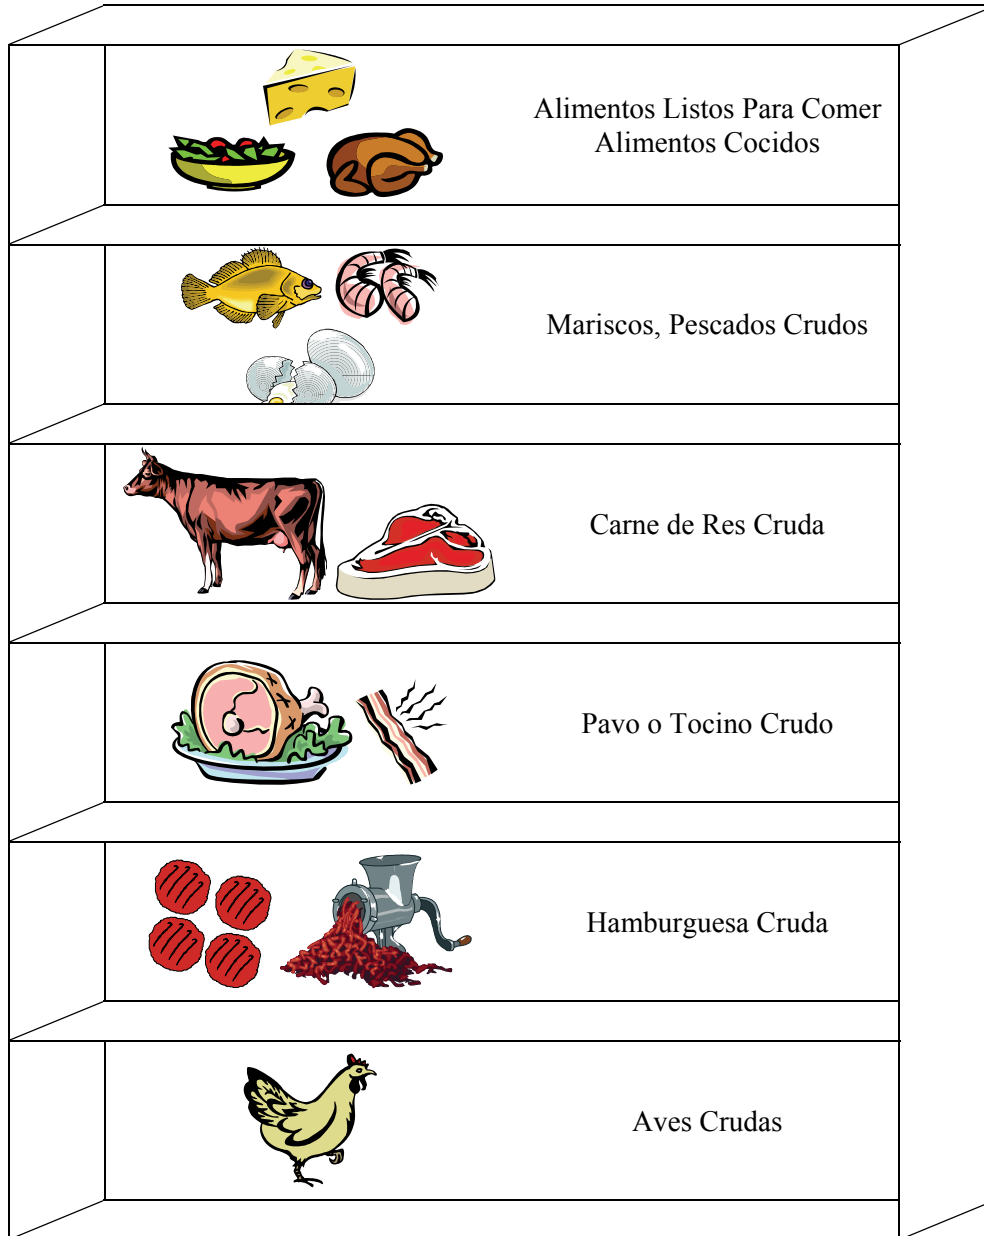 Alimentos Listos Para Comer
Alimentos Cocidos
Mariscos, Pescados Crudos
Carne de Res Cruda
Pavo o Tocino Crudo
Hamburguesa Cruda
Aves Crudas